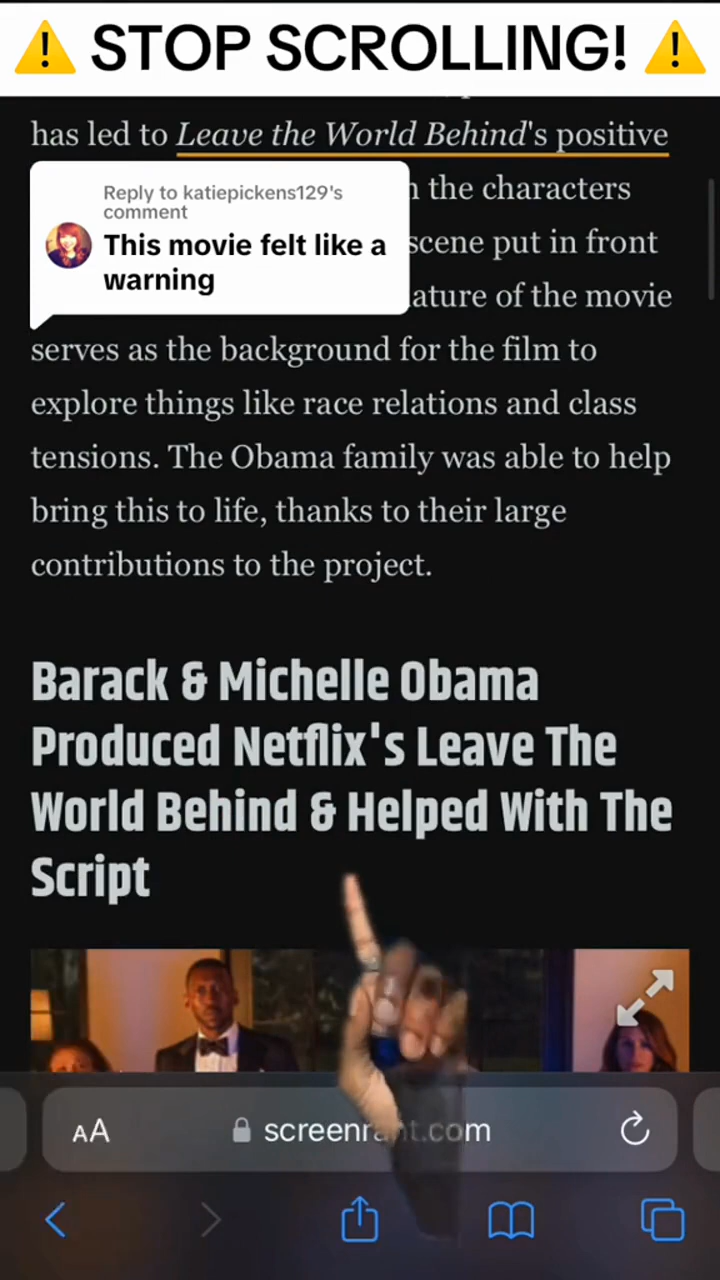 STOP SCROLLING!
has led to Leave the World Behind's positive
Reply to katiepickens129's
comment
This movie felt like a
warning
the characters
scene put in front
ature of the movie
serves as the background for the film to
explore things like race relations and class
tensions. The Obama family was able to help
bring this to life, thanks to their large
contributions to the project.
Barack & Michelle Obama
Produced Netflix's Leave The
World Behind & Helped With The
Script
AA
screenrant.com